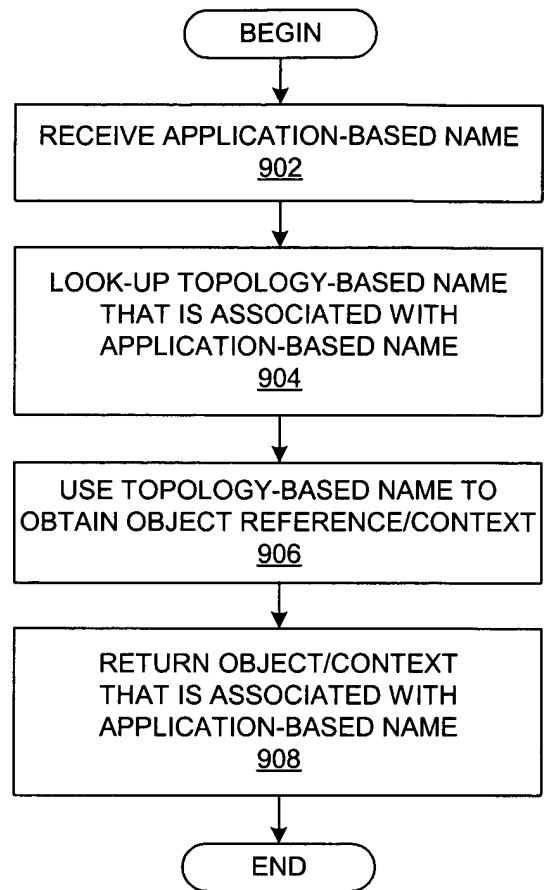 BEGIN
RECEIVE APPLICATION-BASED NAME
902
LOOK-UP TOPOLOGY-BASED NAME
THAT IS ASSOCIATED WITH
APPLICATION-BASED NAME
904
USE TOPOLOGY-BASED NAME TO
OBTAIN OBJECT REFERENCE/CONTEXT
906
RETURN OBJECT/CONTEXT
THAT IS ASSOCIATED WITH
APPLICATION-BASED NAME
908
END